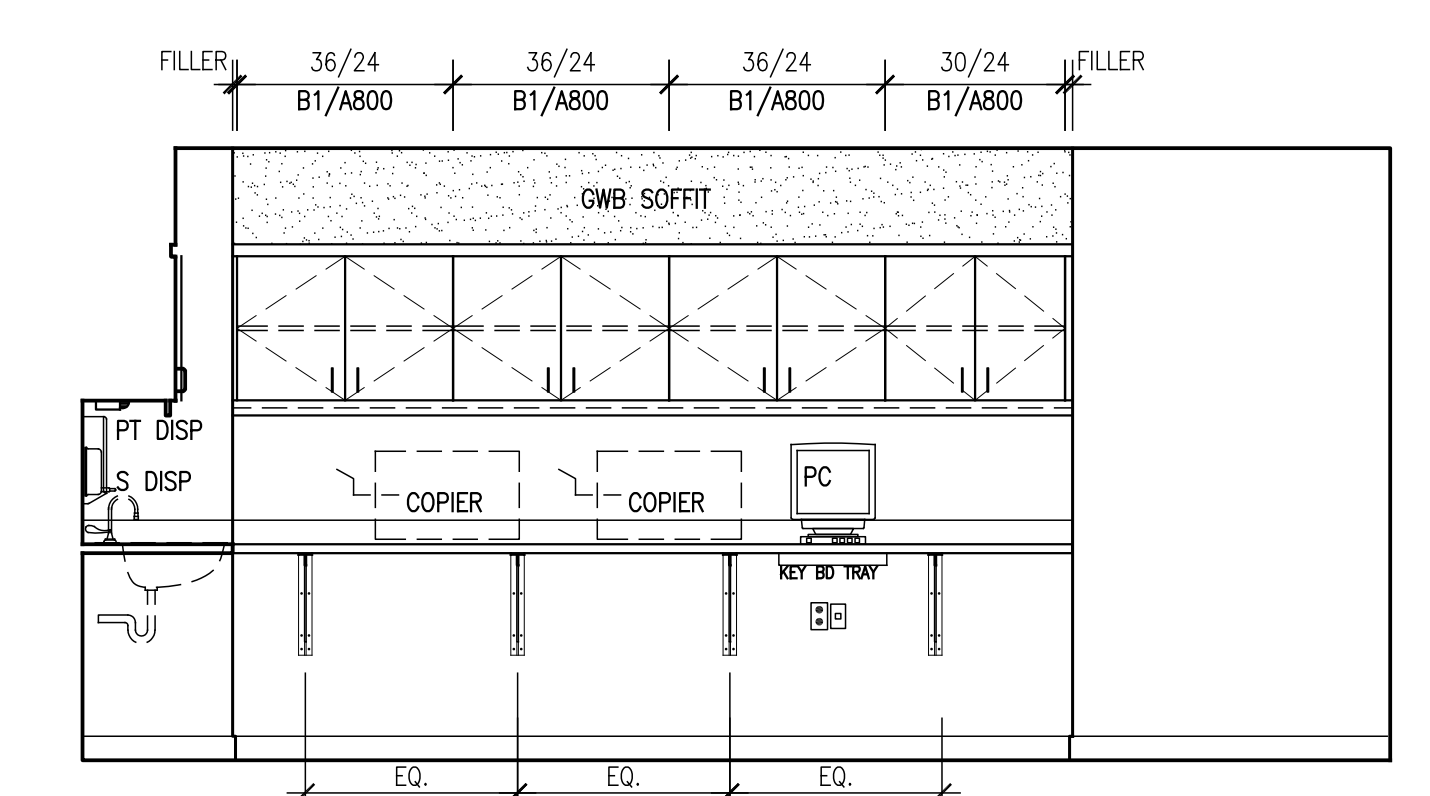 FILLER
36/24
36/24
36/24
30/24
FILLER
B1/A800
B1/A800
B1/A800
B1/A800
GWB SOFFIT
PT DISP
S DISP
COPIER
COPIER
PC
KEY BD TRAY
EQ.
EQ.
EQ.